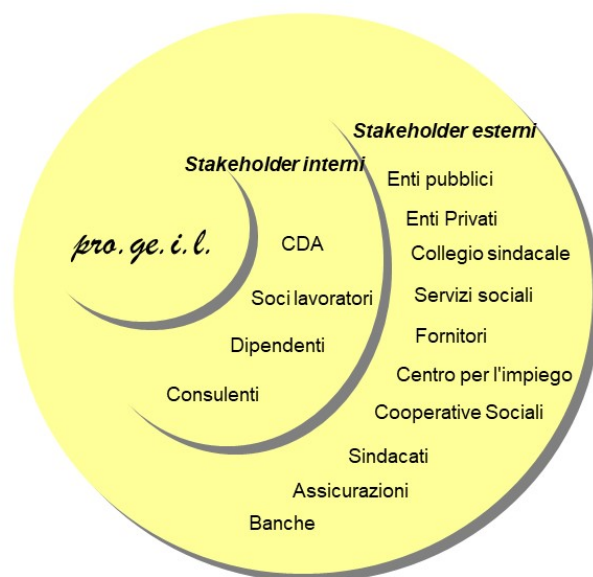 pro.ge.i.l.
Stakeholder interni
CDA
Soci lavoratori
Dipendenti
Consulenti
Stakeholder esterni
Enti pubblici
Enti Privati
Collegio sindacale
Servizi sociali
Fornitori
Centro per l'impiego
Cooperative Sociali
Sindacati
Assicurazioni
Banche